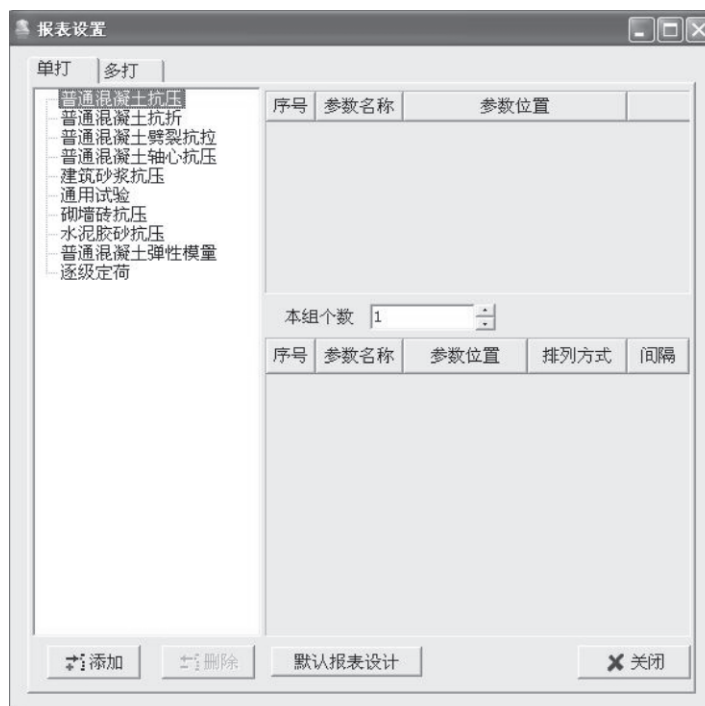 报表设置
单打 多打
普通混凝土抗压
普通混凝土抗折
普通混凝土劈裂抗拉
普通混凝土轴心抗压
建筑砂浆抗压
通用试验
砌墙砖抗压
水泥胶砂抗压
普通混凝土弹性模量
逐级定荷
序号 参数名称 参数位置
本组个数 1
序号 参数名称 参数位置 排列方式 间隔
添加 删除 默认报表设计 关闭